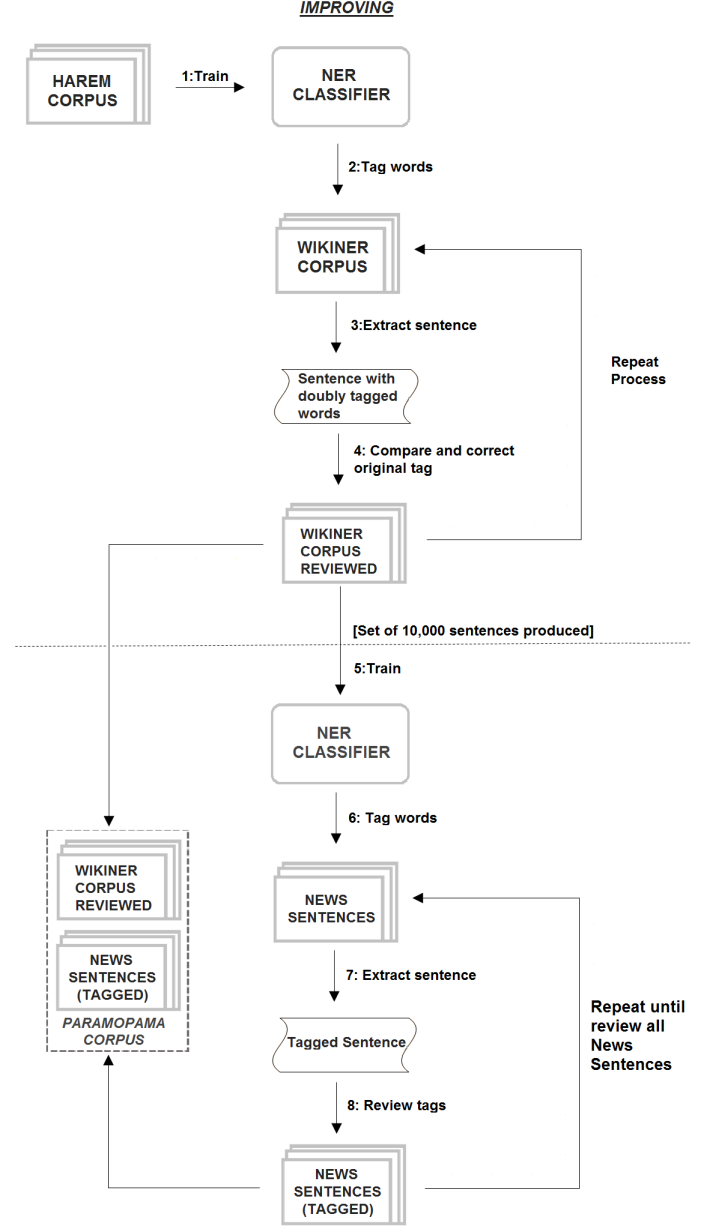 IMPROVING
HAREM
CORPUS
1:Train
NER
CLASSIFIER
2:Tag words
WIKINER
CORPUS
3:Extract sentence
Sentence with
doubly tagged
words
Repeat
Process
4: Compare and correct
original tag
WIKINER
CORPUS
REVIEWED
[Set of 10,000 sentences produced]
5:Train
NER
CLASSIFIER
6: Tag words
WIKINER
CORPUS
REVIEWED
NEWS
SENTENCES
(TAGGED)
PARAMOPAMA
CORPUS
NEWS
SENTENCES
7: Extract sentence
Tagged Sentence
Repeat until
review all
News
Sentences
8: Review tags
NEWS
SENTENCES
(TAGGED)